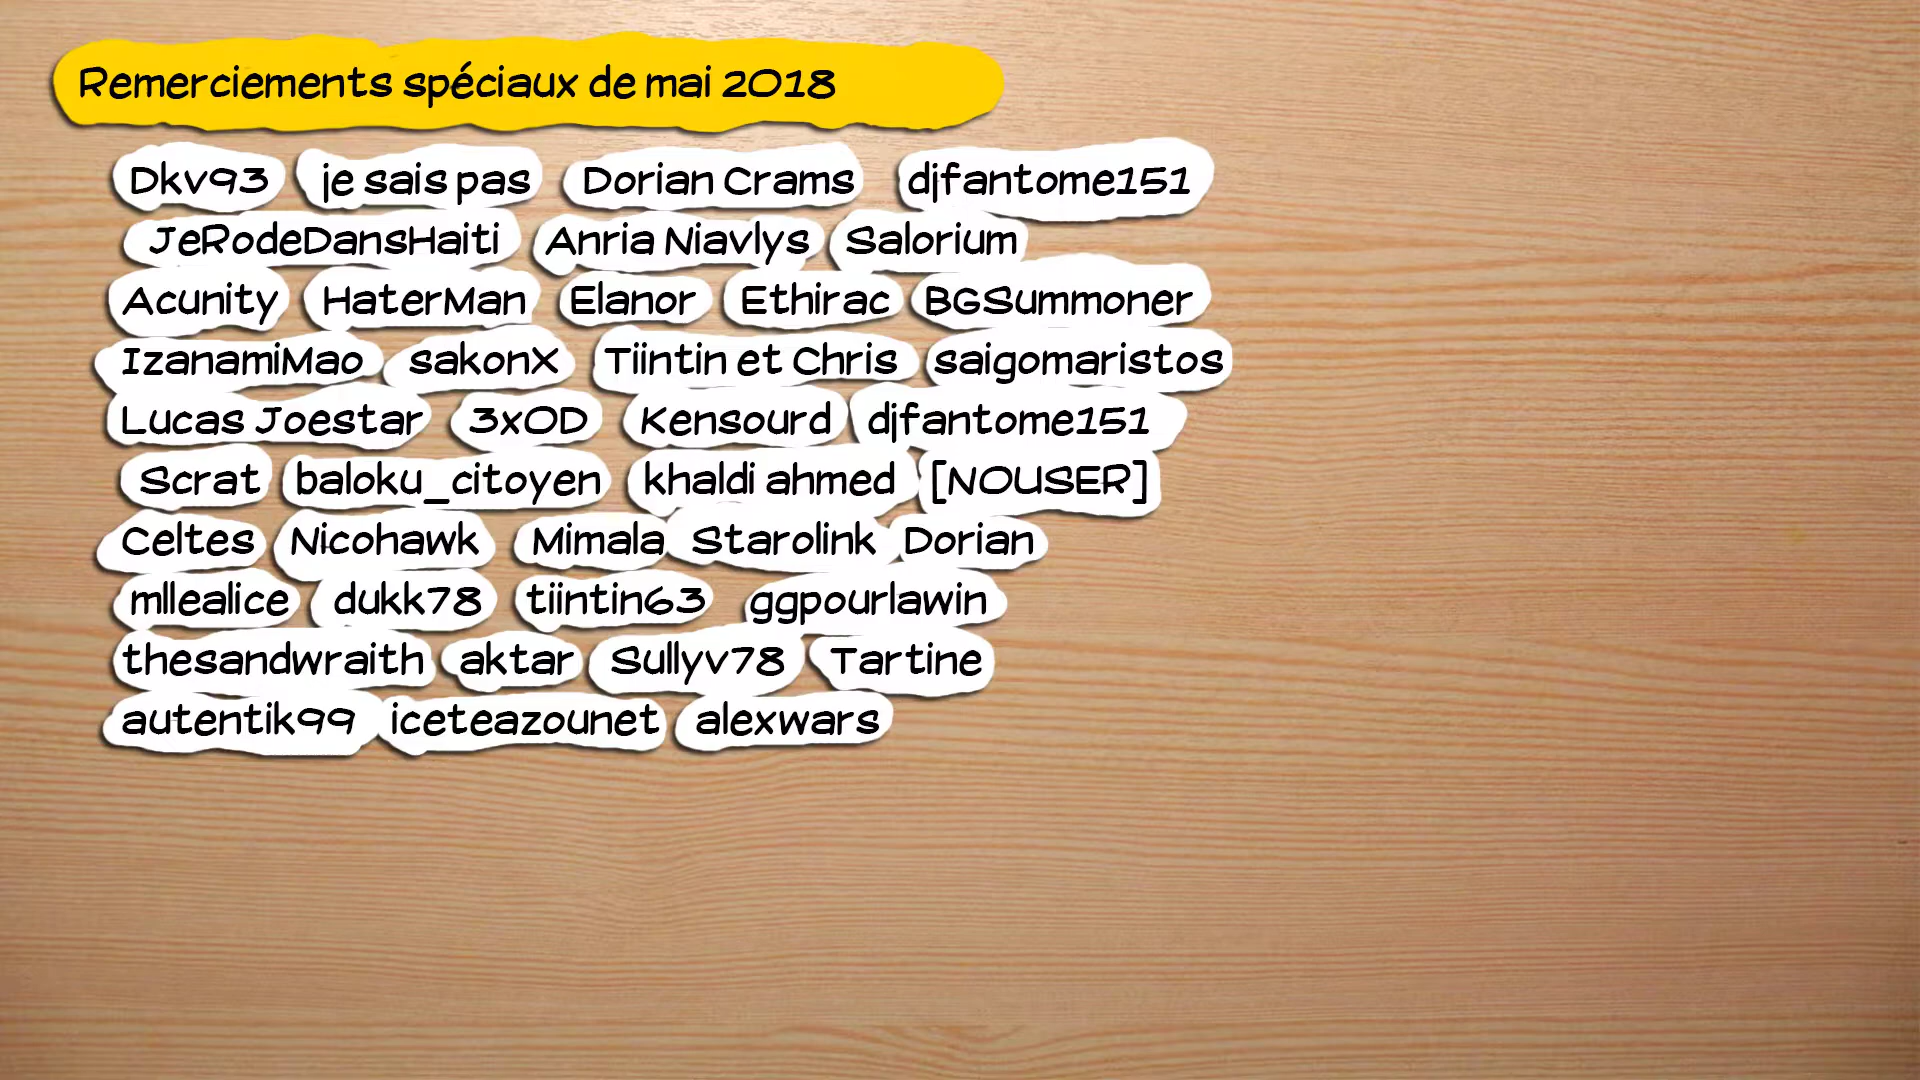 Remerciements spéciaux de mai 2018
Dkv93 je sais pas Dorian Crams djfantome151
JeRodeDansHaiti Anria Niavlys Salorium
Acunity HaterMan Elanor Ethirac BGSummoner
IzanamiMao sakonX Tiintin et Chris saigomaristos
Lucas Joestar 3xOD Kensourd djfantome151
Scrat baloku_citoyen khaldi ahmed [NOUSER]
Celtes Nicohawk Mimala Starolink Dorian
mllealice dukk78 tiintin63 ggpourlawin
thesandwraith aktar Sullyv78 Tartine
autentik99 iceteazounet alexwars